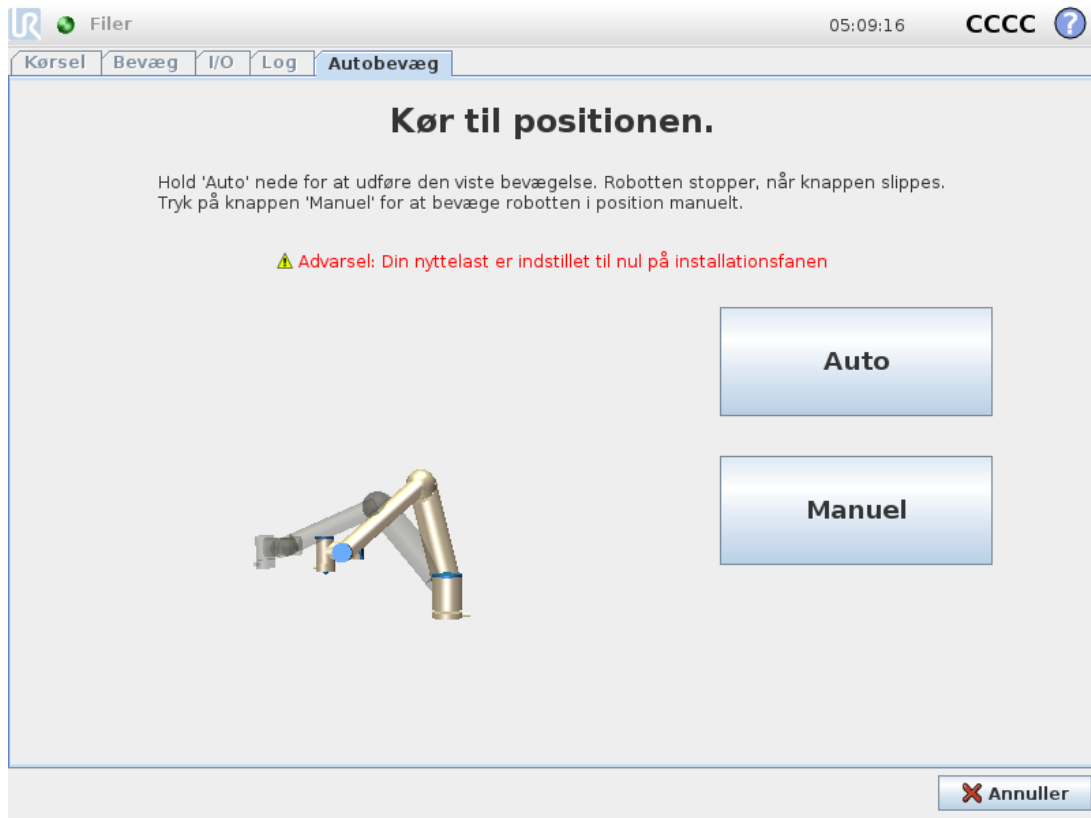 UR Filer 05:09:16 CCCC ?
Kørsel Bevæg I/O Log Autobevæg
Kør til positionen.
Hold 'Auto' nede for at udføre den viste bevægelse. Robotten stopper, når knappen slippes.
Tryk på knappen 'Manuel' for at bevæge robotten i position manuelt.
Advarsel: Din nyttelast er indstillet til nul på installationsfanen
Auto
Manuel
Annuller